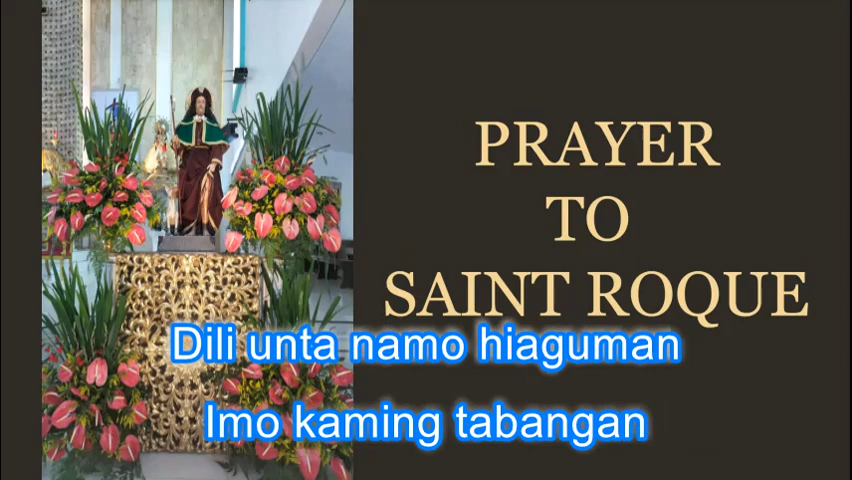 PRAYER
TO
SAINT ROQUE
Dili unta namo hiaguman
Imo kaming tabangan